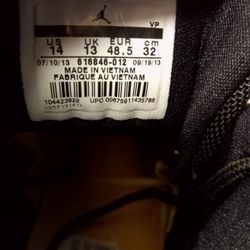 VP
US UK EUR cm
14 13 48.5 32
07/10/13 616846-012 09/19/13
MADE IN VIETNAM
FABRIQUE AU VIETNAM
104423822 UPC 00675911435786